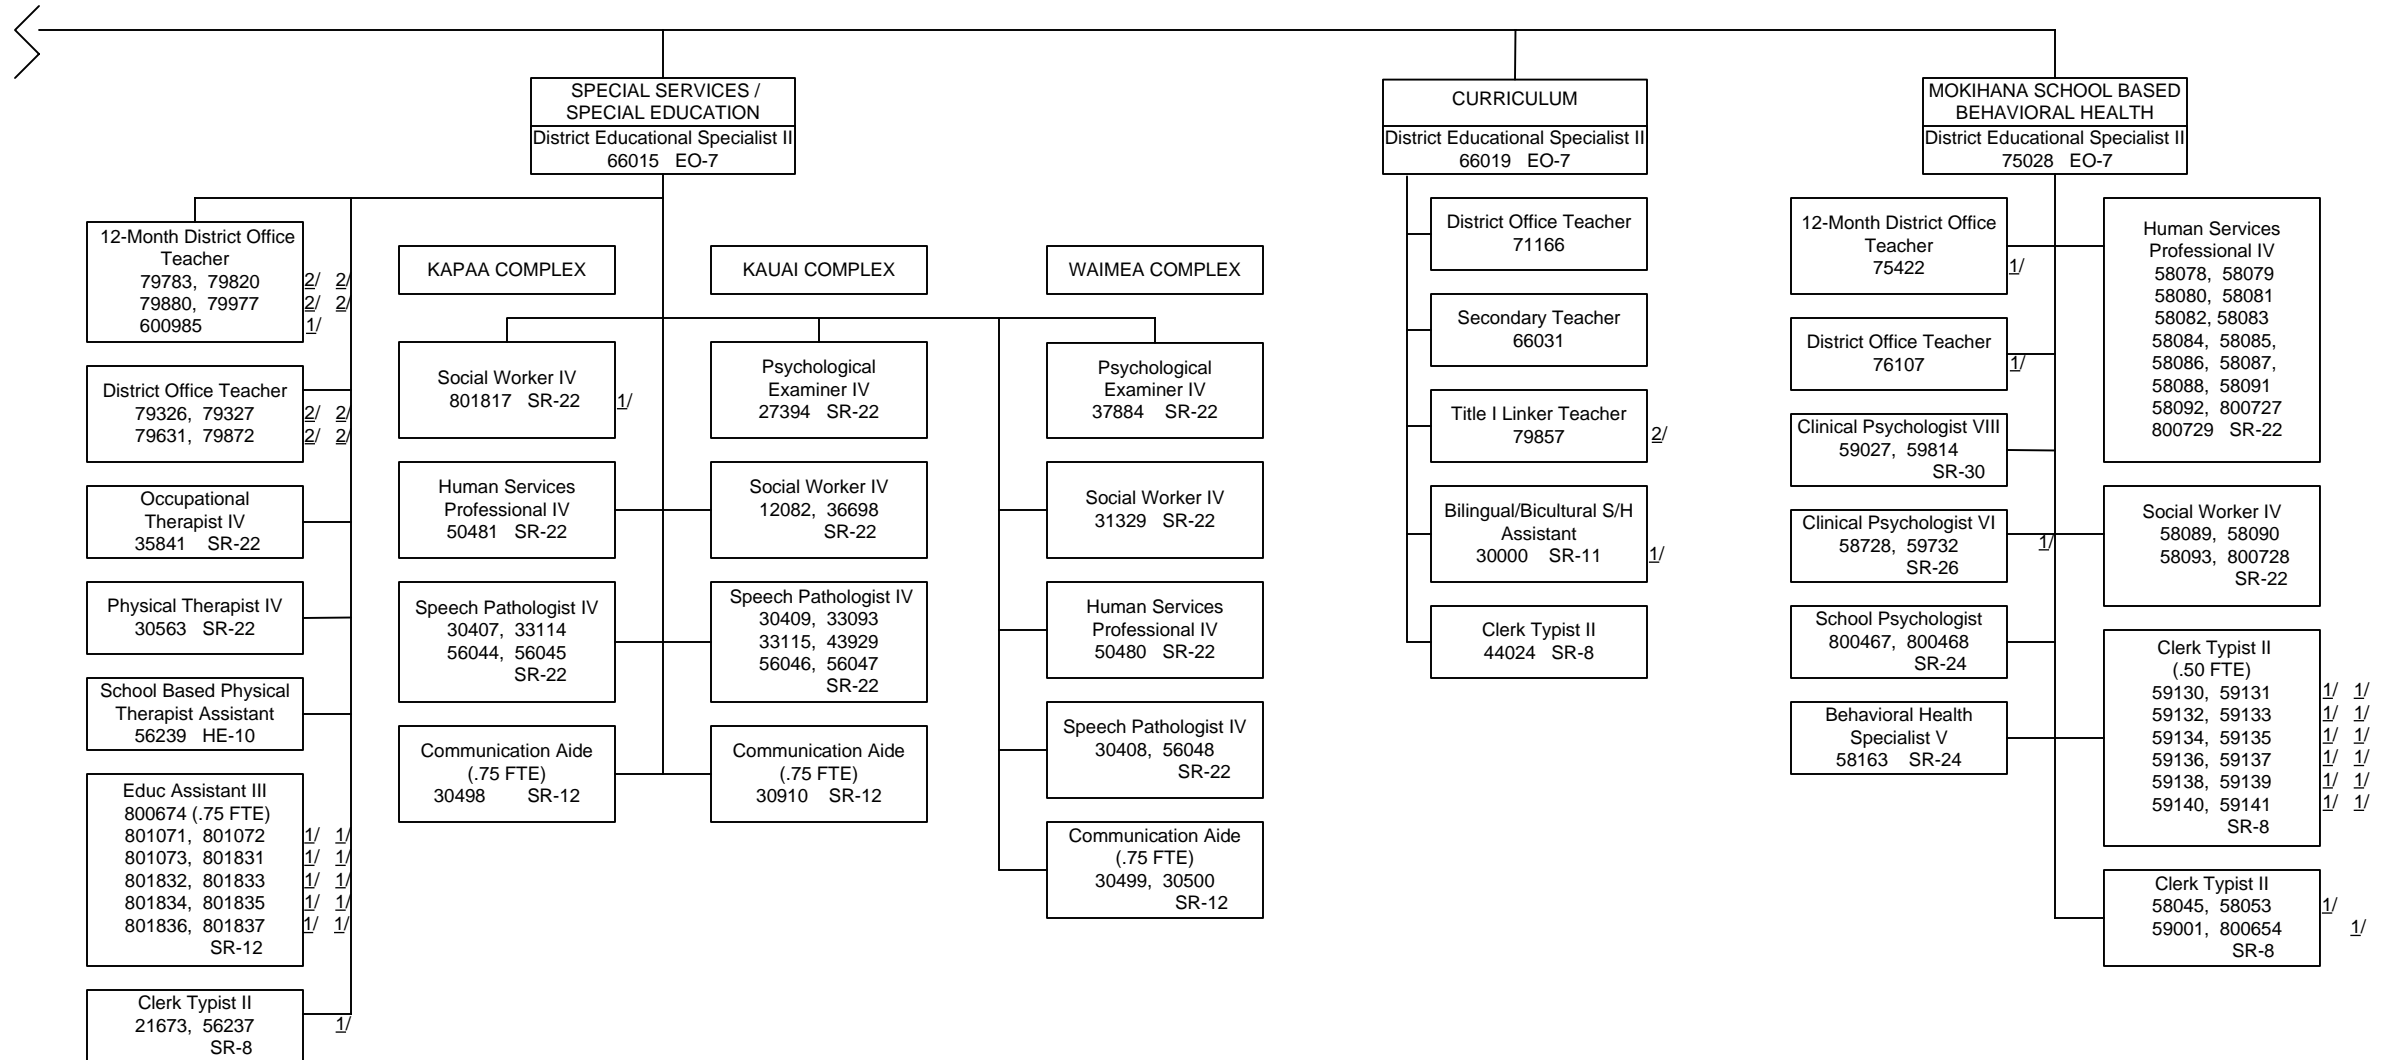 SPECIAL SERVICES /
SPECIAL EDUCATION
District Educational Specialist II
66015 EO-7
12-Month District Office
Teacher
79783, 79820 2/ 2/
79880, 79977 2/ 2/
600985 1/
District Office Teacher
79326, 79327 2/ 2/
79631, 79872 2/ 2/
Occupational
Therapist IV
35841 SR-22
Physical Therapist IV
30563 SR-22
School Based Physical
Therapist Assistant
56239 HE-10
Educ Assistant III
800674 (.75 FTE)
801071, 801072 1/ 1/
801073, 801831 1/ 1/
801832, 801833 1/ 1/
801834, 801835 1/ 1/
801836, 801837 1/ 1/
SR-12
Clerk Typist II
21673, 56237 1/
SR-8
KAPAA COMPLEX
Social Worker IV
801817 SR-22 1/
Human Services
Professional IV
50481 SR-22
Speech Pathologist IV
30407, 33114
56044, 56045
SR-22
Communication Aide
(.75 FTE)
30498 SR-12
KAUAI COMPLEX
Psychological
Examiner IV
27394 SR-22
Social Worker IV
12082, 36698
SR-22
Speech Pathologist IV
30409, 33093
33115, 43929
56046, 56047
SR-22
Communication Aide
(.75 FTE)
30910 SR-12
WAIMEA COMPLEX
Psychological
Examiner IV
37884 SR-22
Social Worker IV
31329 SR-22
Human Services
Professional IV
50480 SR-22
Speech Pathologist IV
30408, 56048
SR-22
Communication Aide
(.75 FTE)
30499, 30500
SR-12
CURRICULUM
District Educational Specialist II
66019 EO-7
District Office Teacher
71166
Secondary Teacher
66031
Title I Linker Teacher
79857 2/
Bilingual/Bicultural S/H
Assistant
30000 SR-11 1/
Clerk Typist II
44024 SR-8
MOKIHANA SCHOOL BASED
BEHAVIORAL HEALTH
District Educational Specialist II
75028 EO-7
12-Month District Office
Teacher
75422 1/
District Office Teacher
76107 1/
Clinical Psychologist VIII
59027, 59814
SR-30
Clinical Psychologist VI
58728, 59732 1/
SR-26
School Psychologist
800467, 800468
SR-24
Behavioral Health
Specialist V
58163 SR-24
Human Services
Professional IV
58078, 58079
58080, 58081
58082, 58083
58084, 58085,
58086, 58087,
58088, 58091
58092, 800727
800729 SR-22
Social Worker IV
58089, 58090
58093, 800728
SR-22
Clerk Typist II
(.50 FTE)
59130, 59131 1/ 1/
59132, 59133 1/ 1/
59134, 59135 1/ 1/
59136, 59137 1/ 1/
59138, 59139 1/ 1/
59140, 59141 1/ 1/
SR-8
Clerk Typist II
58045, 58053 1/
59001, 800654 1/
SR-8